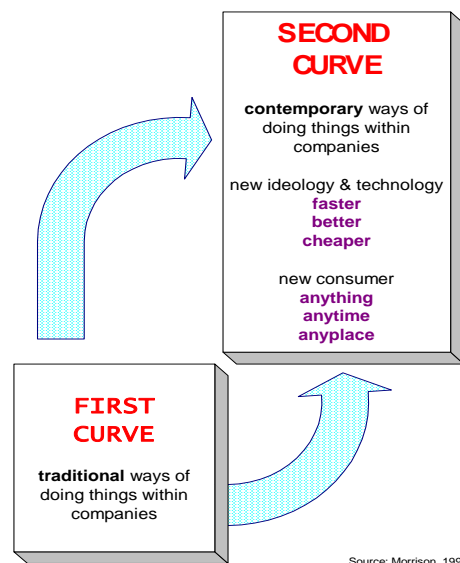 SECOND
CURVE
contemporary ways of
doing things within
companies
new ideology & technology
faster
better
cheaper
new consumer
anything
anytime
anyplace
FIRST
CURVE
traditional ways of
doing things within
companies
Source: Morrison,